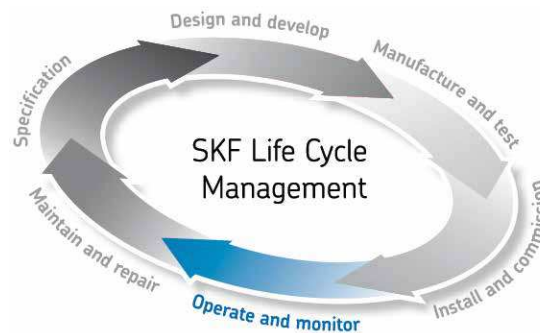 SKF Life Cycle
Management
Specification
Design and develop
Manufacture and test
Install and commission
Operate and monitor
Maintain and repair